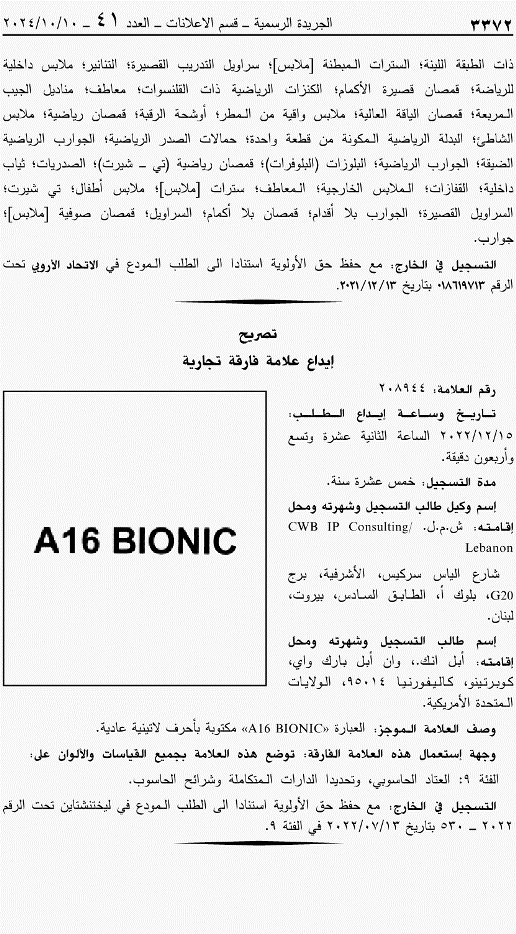 ٣٣٧٢
الجريدة الرسمية ـ قسم الاعلانات ـ العدد ٤١ ـ ٢٠٢٤/١٠/١٠
ذات الطبقة اللينة؛ السترات المبطنة [ملابس]؛ سراويل التدريب القصيرة؛ التنانير؛ ملابس داخلية
للرياضة؛ قمصان قصيرة الأكمام؛ الكنزات الرياضية ذات القلنسوات؛ معاطف؛ مناديل الجيب
المربعة؛ قمصان الياقة العالية؛ ملابس واقية من المطر؛ أوشحة الرقبة؛ قمصان رياضية؛ ملابس
الشاطئ؛ البدلة الرياضية المكونة من قطعة واحدة؛ حمالات الصدر الرياضية؛ الجوارب الرياضية
الضيقة؛ الجوارب الرياضية؛ البلوزات (البلوفرات)؛ قمصان رياضية (تي ـ شيرت)؛ الصدريات؛ ثياب
داخلية؛ القفازات؛ الملابس الخارجية؛ المعاطف؛ سترات [ملابس]؛ ملابس أطفال؛ تي شيرت؛
السراويل القصيرة؛ الجوارب بلا أقدام؛ قمصان بلا أكمام؛ السراويل؛ قمصان صوفية [ملابس]؛
جوارب.
التسجيل في الخارج: مع حفظ حق الأولوية استنادا الى الطلب المودع في الاتحاد الأروبي تحت
الرقم ٠١٨٦١٩٧١٣ بتاريخ ٢٠٢١/١٢/١٣.
تصريح
إيداع علامة فارقة تجارية
رقم العلامة: ٢٠٨٩٤٤
تاريخ وساعة إيداع الطلب:
٢٠٢٢/١٢/١٥ الساعة الثانية عشرة وتسع
وأربعون دقيقة.
مدة التسجيل: خمس عشرة سنة.
إسم وكيل طالب التسجيل وشهرته ومحل
إقامته: ش.م.ل. CWB IP Consulting/
Lebanon
شارع الياس سركيس، الأشرفية، برج
G20، بلوك أ، الطابق السادس، بيروت،
لبنان.
إسم طالب التسجيل وشهرته ومحل
إقامته: أبل انك.، وان أبل بارك واي،
كوبرتينو، كاليفورنيا ٩٥٠١٤، الولايات
المتحدة الأمريكية.
A16 BIONIC
وصف العلامة الموجز: العبارة «A16 BIONIC» مكتوبة بأحرف لاتينية عادية.
وجهة إستعمال هذه العلامة الفارقة: توضع هذه العلامة بجميع القياسات والألوان على:
الفئة ٩: العتاد الحاسوبي، وتحديدا الدارات المتكاملة وشرائح الحاسوب.
التسجيل في الخارج: مع حفظ حق الأولوية استنادا الى الطلب المودع في ليختنشتاين تحت الرقم
٢٠٢٢ ـ ٥٣٠ بتاريخ ٢٠٢٢/٠٧/١٣ في الفئة ٩.